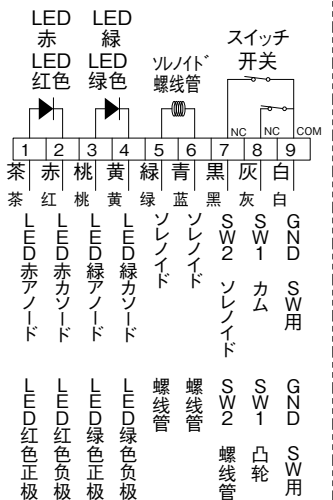 LED LED
赤 緑 スイッチ
LED LED ソレノイド 开关
红色 绿色 螺线管
NC NC COM
1 2 3 4 5 6 7 8 9
茶 赤 桃 黄 緑 青 黒 灰 白
茶 红 桃 黄 绿 蓝 黑 灰 白
LED赤アノード
LED赤カソード
LED緑アノード
LED緑カソード
ソレノイド
ソレノイド
SW2 ソレノイド
SW1 カム
GND SW用
LED红色正极
LED红色负极
LED绿色正极
LED绿色负极
螺线管
螺线管
SW2 螺线管
SW1 凸轮
GND SW用